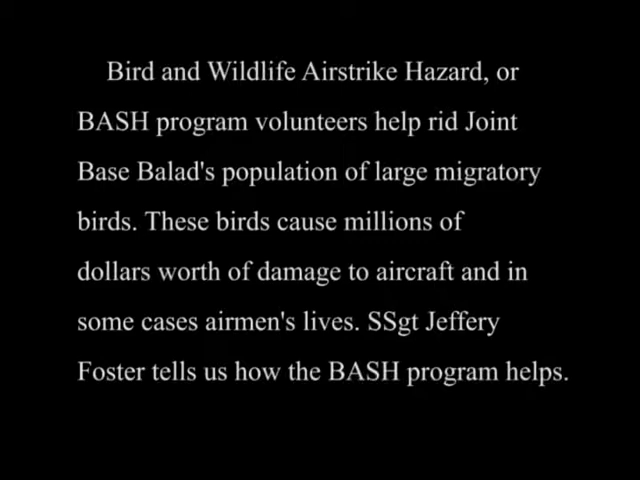 Bird and Wildlife Airstrike Hazard, or
BASH program volunteers help rid Joint
Base Balad's population of large migratory
birds. These birds cause millions of
dollars worth of damage to aircraft and in
some cases airmen's lives. SSgt Jeffery
Foster tells us how the BASH program helps.